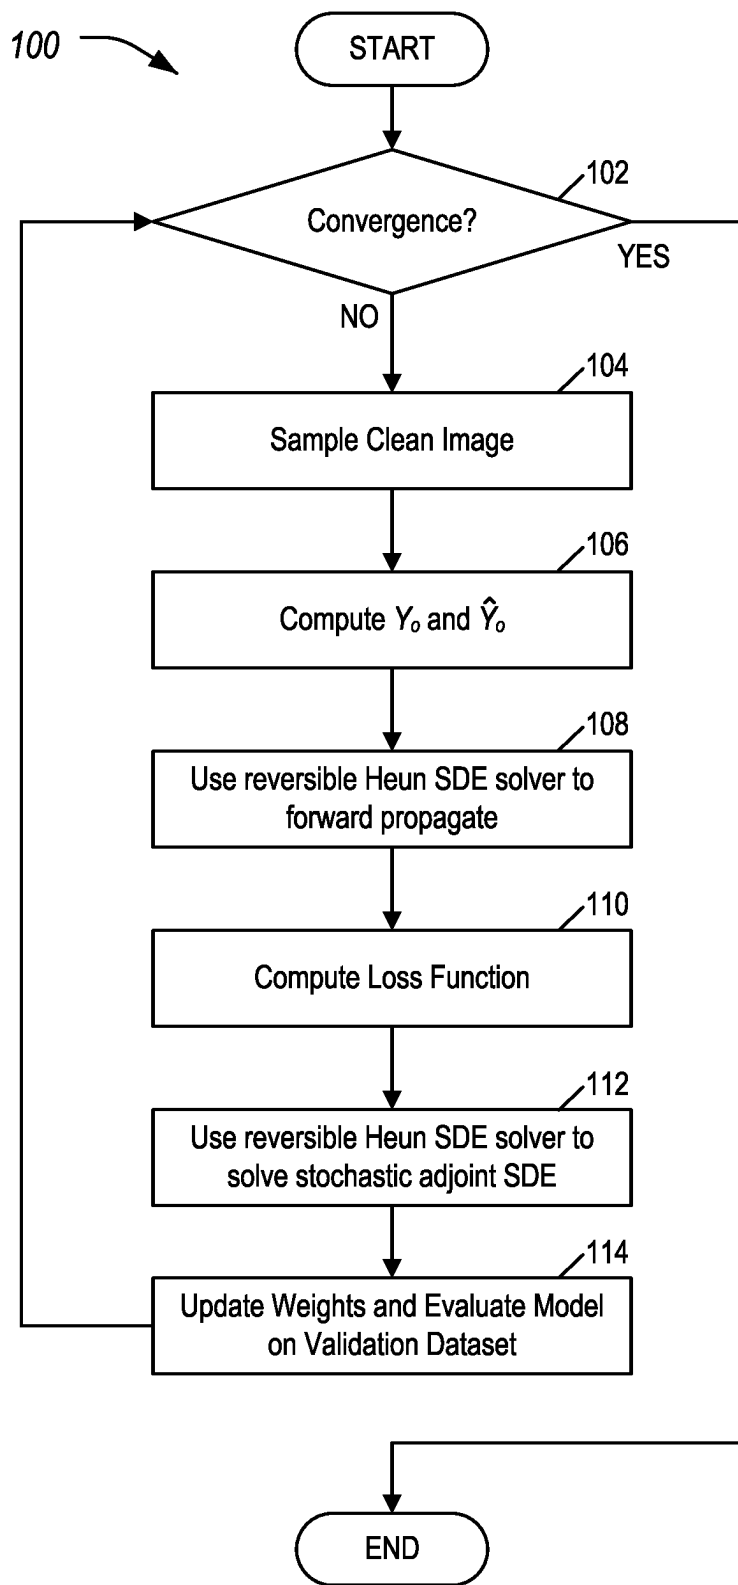 100
START
102
Convergence?
YES
NO
104
Sample Clean Image
106
Compute Yₒ and Ŷₒ
108
Use reversible Heun SDE solver to
forward propagate
110
Compute Loss Function
112
Use reversible Heun SDE solver to
solve stochastic adjoint SDE
114
Update Weights and Evaluate Model
on Validation Dataset
END